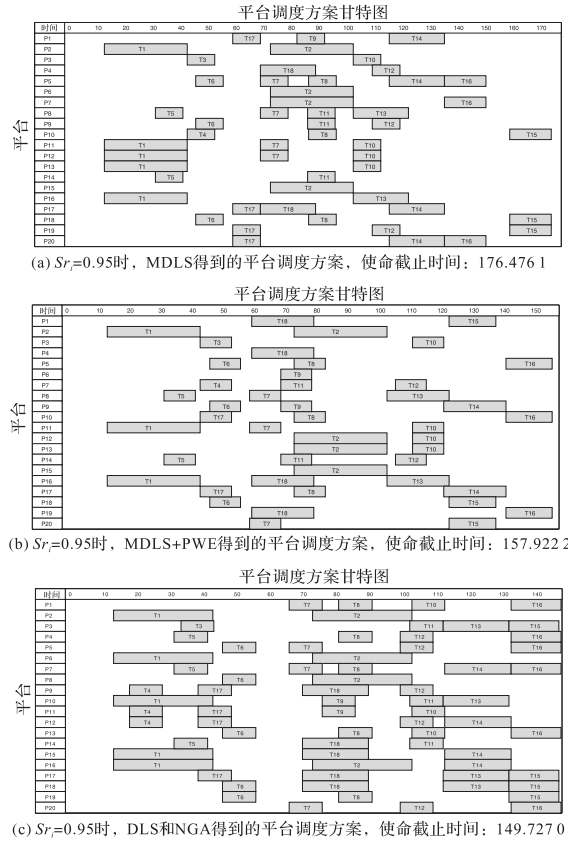 平台调度方案甘特图
时间 0 10 20 30 40 50 60 70 80 90 100 110 120 130 140 150 160 170
P1 T17 T9 T14
P2 T1 T2
P3 T3 T10
P4 T18 T12
P5 T6 T7 T8 T14 T16
P6 T2
P7 T2 T16
P8 T5 T7 T11 T13
P9 T6 T11 T12
P10 T4 T8 T15
P11 T1 T7 T10
P12 T1 T7 T10
P13 T1 T10
P14 T5 T8
P15 T2
P16 T1 T13
P17 T17 T18 T14
P18 T6 T8 T15
P19 T17 T12 T15
P20 T17 T14 T16
平台
(a) Sri=0.95时，MDLS得到的平台调度方案，使命截止时间：176.476 1
平台调度方案甘特图
时间 0 10 20 30 40 50 60 70 80 90 100 110 120 130 140 150
P1 T18 T15
P2 T1 T2
P3 T3 T10
P4 T18
P5 T6 T8 T16
P6 T9
P7 T4 T11 T12
P8 T5 T7 T13
P9 T6 T9 T14
P10 T17 T8 T16
P11 T1 T7 T10
P12 T2 T10
P13 T2 T10
P14 T5 T11 T12
P15 T2
P16 T1 T18 T13
P17 T17 T8 T14
P18 T6 T15
P19 T18 T16
P20 T7 T15
平台
(b) Sri=0.95时，MDLS+PWE得到的平台调度方案，使命截止时间：157.922 2
平台调度方案甘特图
时间 0 10 20 30 40 50 60 70 80 90 100 110 120 130 140
P1 T7 T8 T10 T16
P2 T1 T2
P3 T3 T11 T13 T15
P4 T5 T8 T12 T16
P5 T6 T7 T12 T16
P6 T1 T2
P7 T5 T7 T8 T14 T16
P8 T6 T2
P9 T4 T17 T18 T12
P10 T1 T9 T11 T13
P11 T4 T17 T9 T10
P12 T4 T17 T12 T14
P13 T6 T8 T10 T16
P14 T5 T18 T11
P15 T1 T18 T14
P16 T1 T2 T14
P17 T17 T18 T13 T15
P18 T6 T18 T13 T15
P19 T6 T8 T15
P20 T7 T12 T16
平台
(c) Sri=0.95时，DLS和NGA得到的平台调度方案，使命截止时间：149.727 0